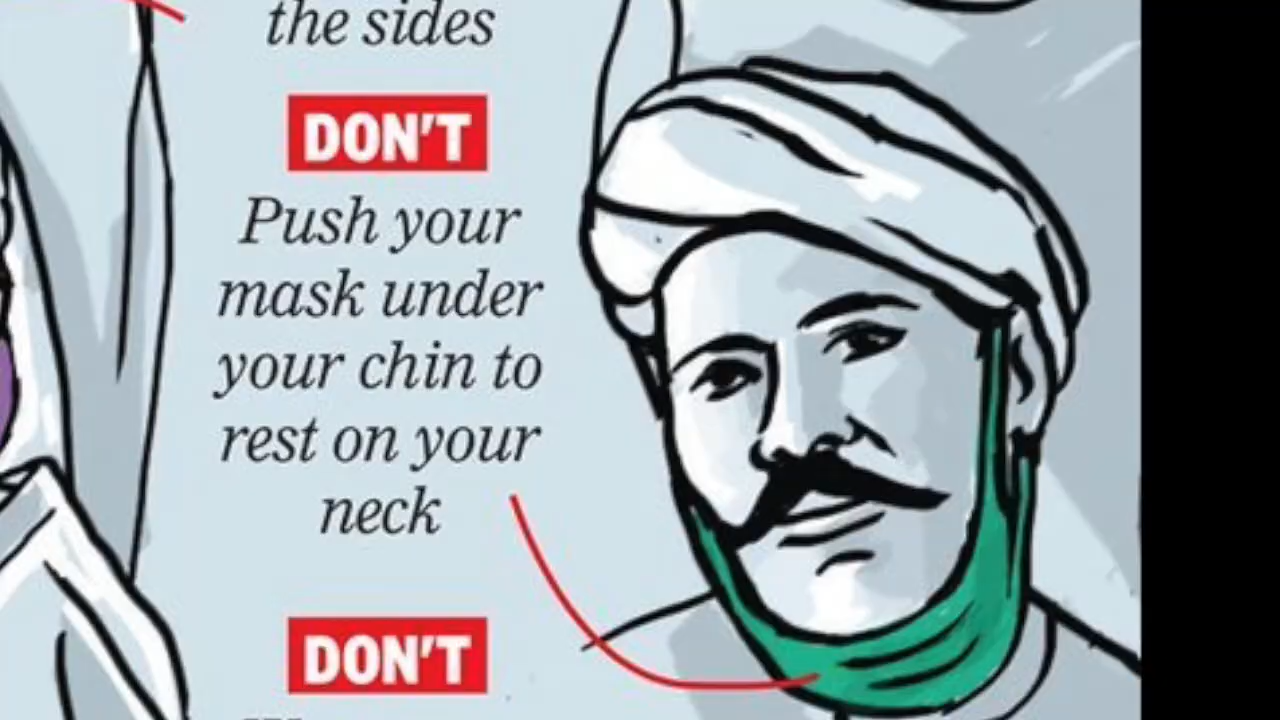 the sides
DON'T
Push your
mask under
your chin to
rest on your
neck
DON'T